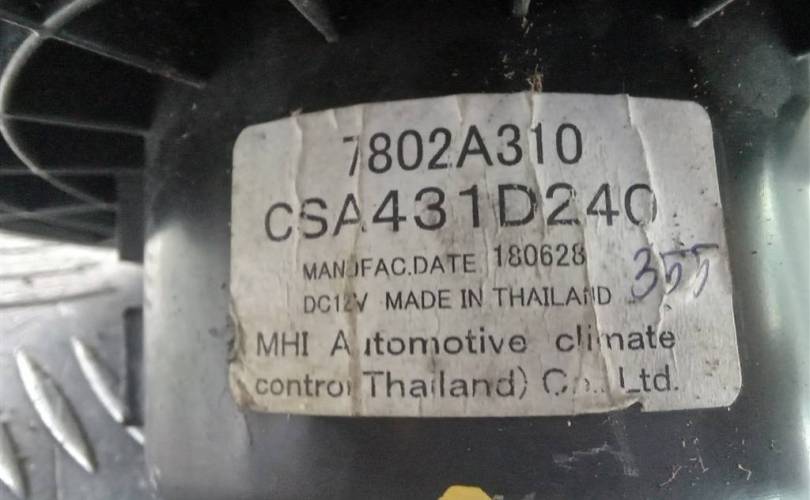 7802A310
CSA431D240
MANUFAC.DATE 180628
355
DC12V MADE IN THAILAND
MHI Automotive climate
control Thailand) Co., Ltd.